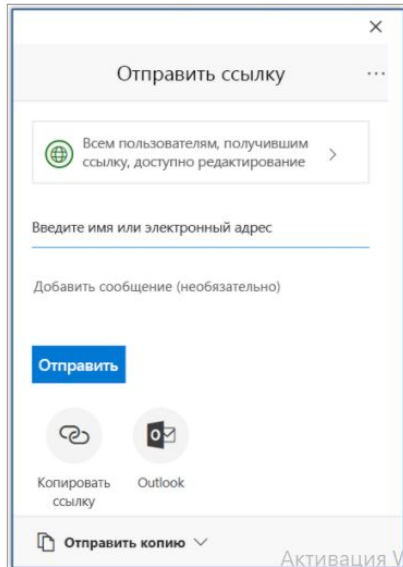 Отправить ссылку
Всем пользователям, получившим
ссылку, доступно редактирование
Введите имя или электронный адрес
Добавить сообщение (необязательно)
Отправить
Копировать
ссылку
Outlook
Отправить копию
Активация